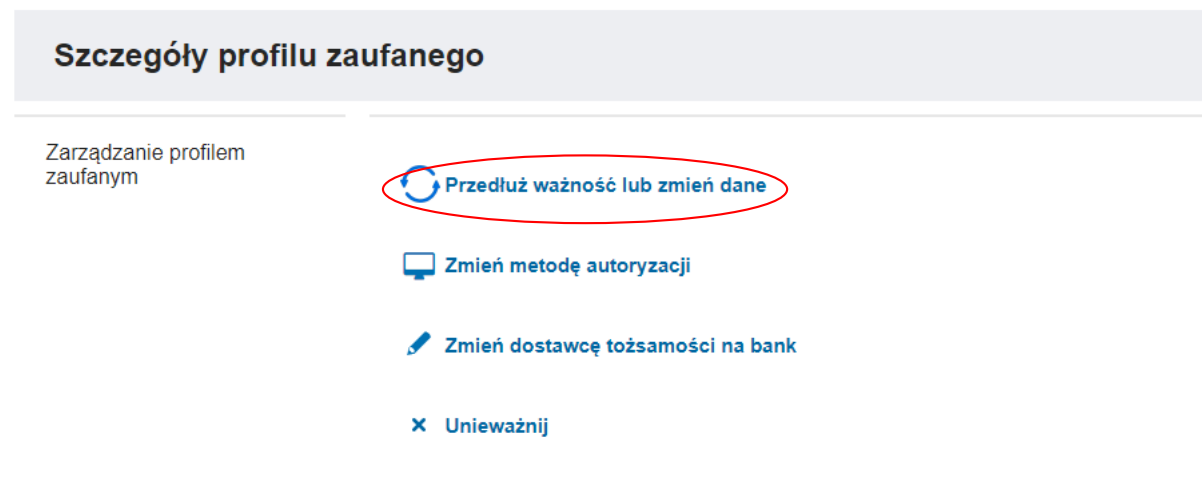 Szczegóły profilu zaufanego
Zarządzanie profilem
zaufanym
Przedłuż ważność lub zmień dane
Zmień metodę autoryzacji
Zmień dostawcę tożsamości na bank
Unieważnij